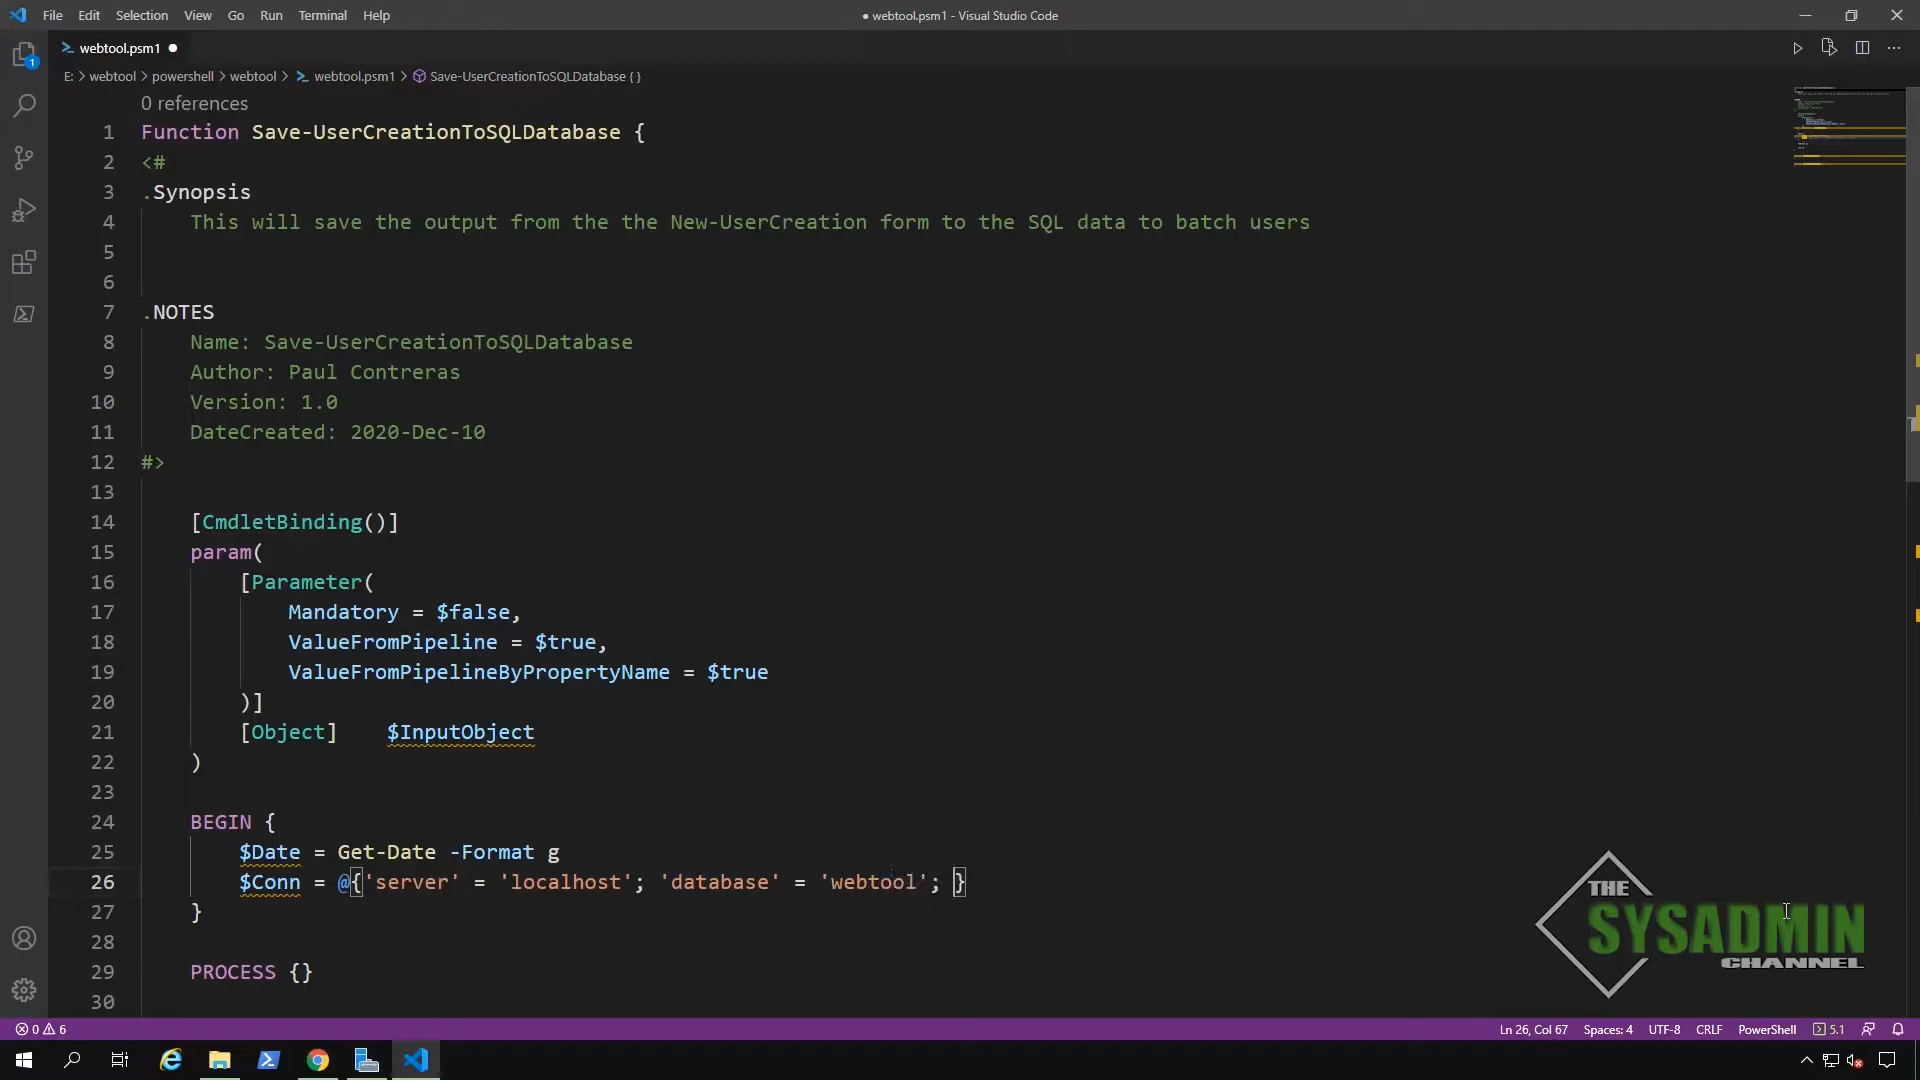 File Edit Selection View Go Run Terminal Help
● webtool.psm1 - Visual Studio Code
webtool.psm1 ●
1
E: > webtool > powershell > webtool > webtool.psm1 > Save-UserCreationToSQLDatabase { }
0 references
1 Function Save-UserCreationToSQLDatabase {
2 <#
3 .Synopsis
4 This will save the output from the the New-UserCreation form to the SQL data to batch users
5
6
7 .NOTES
8 Name: Save-UserCreationToSQLDatabase
9 Author: Paul Contreras
10 Version: 1.0
11 DateCreated: 2020-Dec-10
12 #>
13
14 [CmdletBinding()]
15 param(
16 [Parameter(
17 Mandatory = $false,
18 ValueFromPipeline = $true,
19 ValueFromPipelineByPropertyName = $true
20 )]
21 [Object] $InputObject
22 )
23
24 BEGIN {
25 $Date = Get-Date -Format g
26 $Conn = @{'server' = 'localhost'; 'database' = 'webtool'; }
27 }
28
29 PROCESS {}
30
THE
SYSADMIN
CHANNEL
0 6
Ln 26, Col 67 Spaces: 4 UTF-8 CRLF PowerShell 5.1